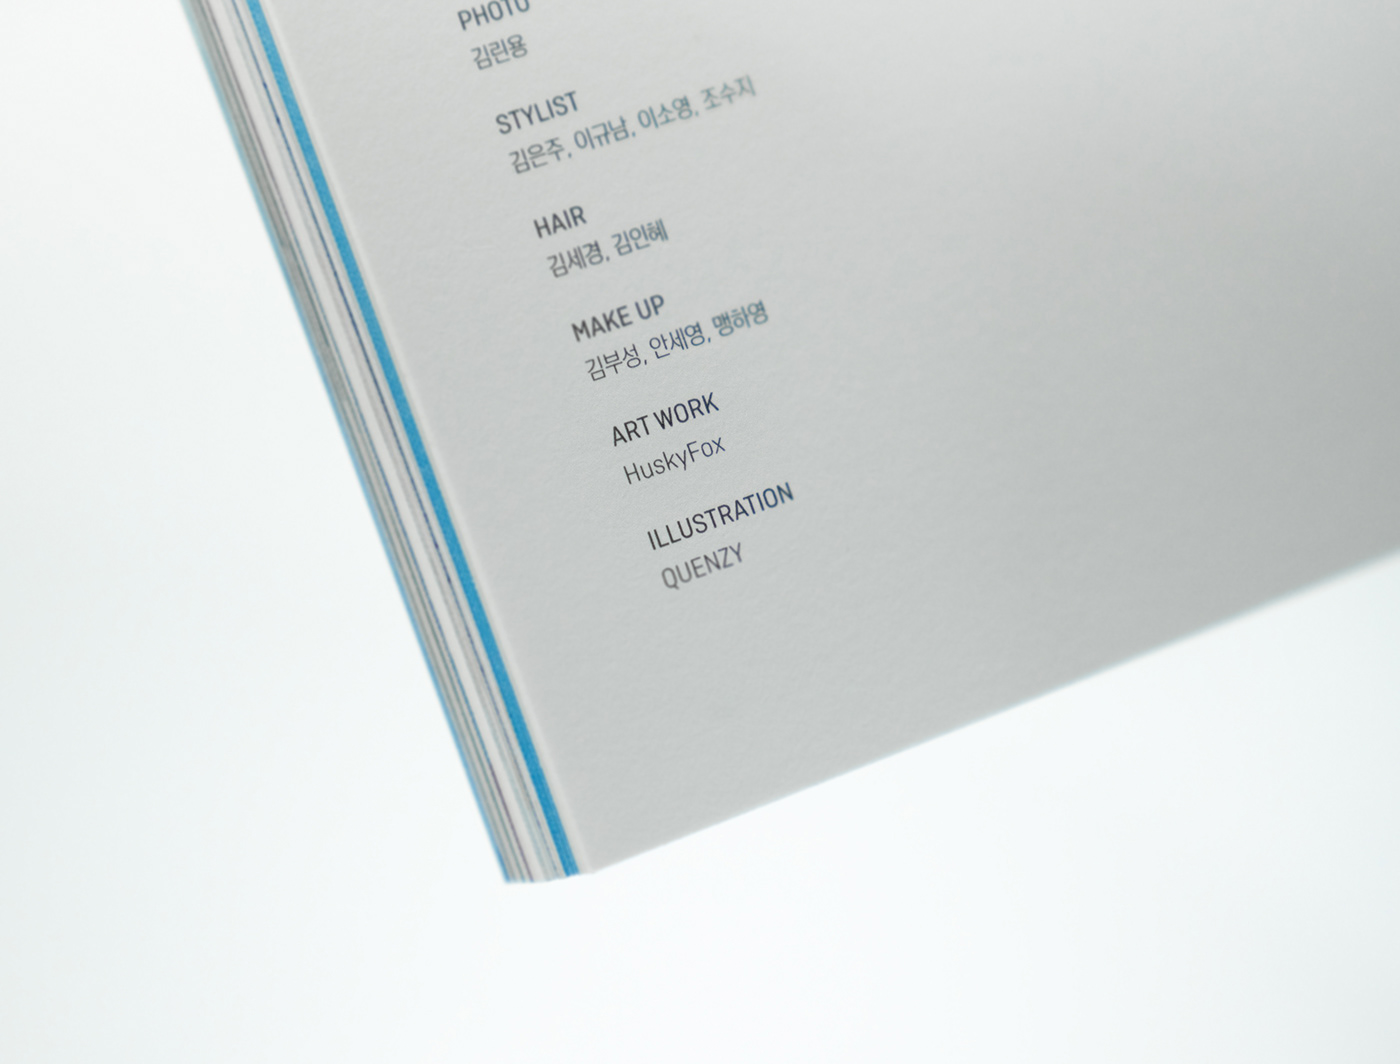 PHOTO
김린용
STYLIST
김은주, 이규남, 이소영, 조수지
HAIR
김세경, 김인혜
MAKE UP
김부성, 안세영, 맹하영
ART WORK
HuskyFox
ILLUSTRATION
QUENZY